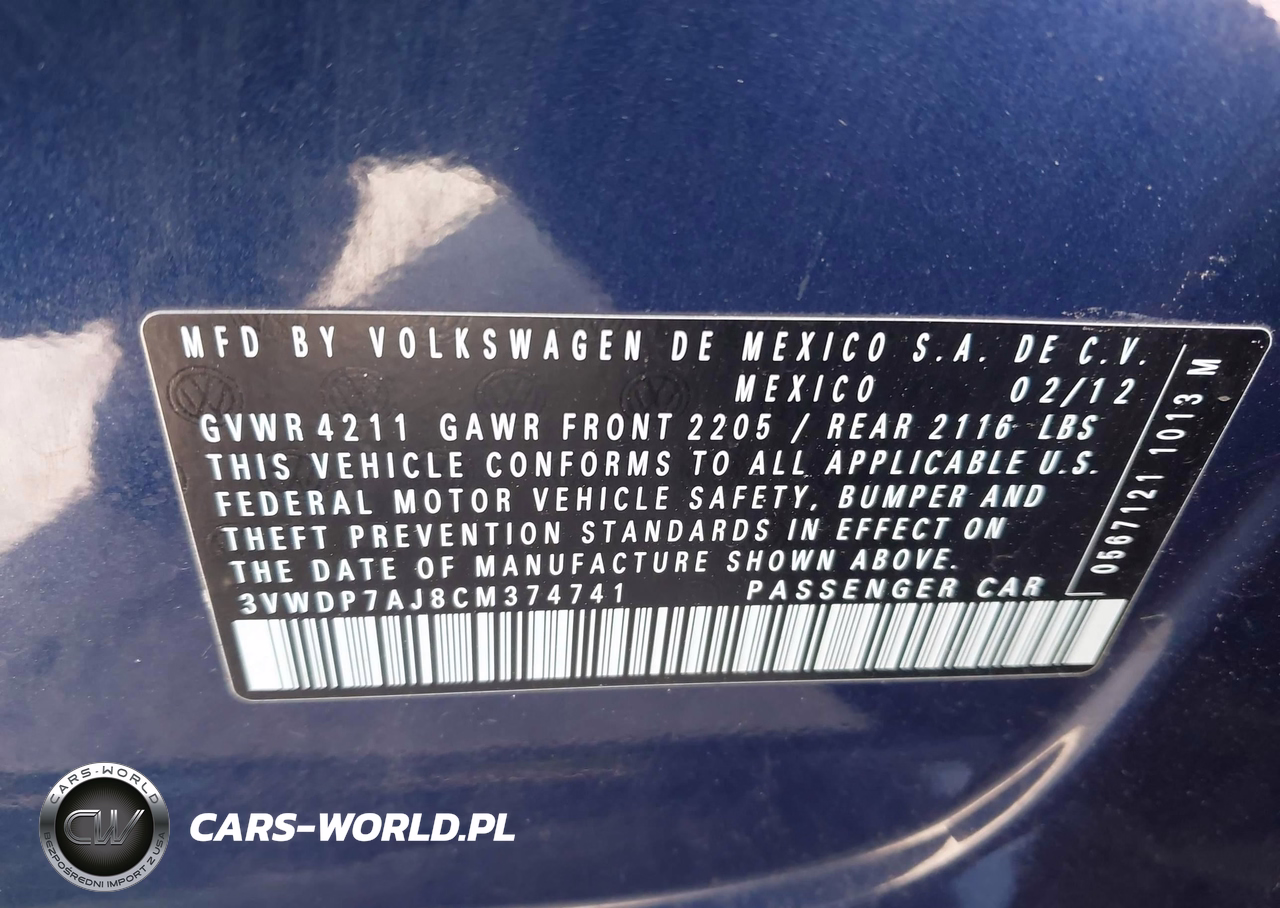 MFD BY VOLKSWAGEN DE MEXICO S.A. DE C.V.
MEXICO 02/12
GVWR 4211 GAWR FRONT 2205 / REAR 2116 LBS
THIS VEHICLE CONFORMS TO ALL APPLICABLE U.S.
FEDERAL MOTOR VEHICLE SAFETY, BUMPER AND
THEFT PREVENTION STANDARDS IN EFFECT ON
THE DATE OF MANUFACTURE SHOWN ABOVE.
3VWDP7AJ8CM374741 PASSENGER CAR
0567121 1013 M
CARS-WORLD
CW
BEZPOŚREDNI IMPORT Z USA
CARS-WORLD.PL